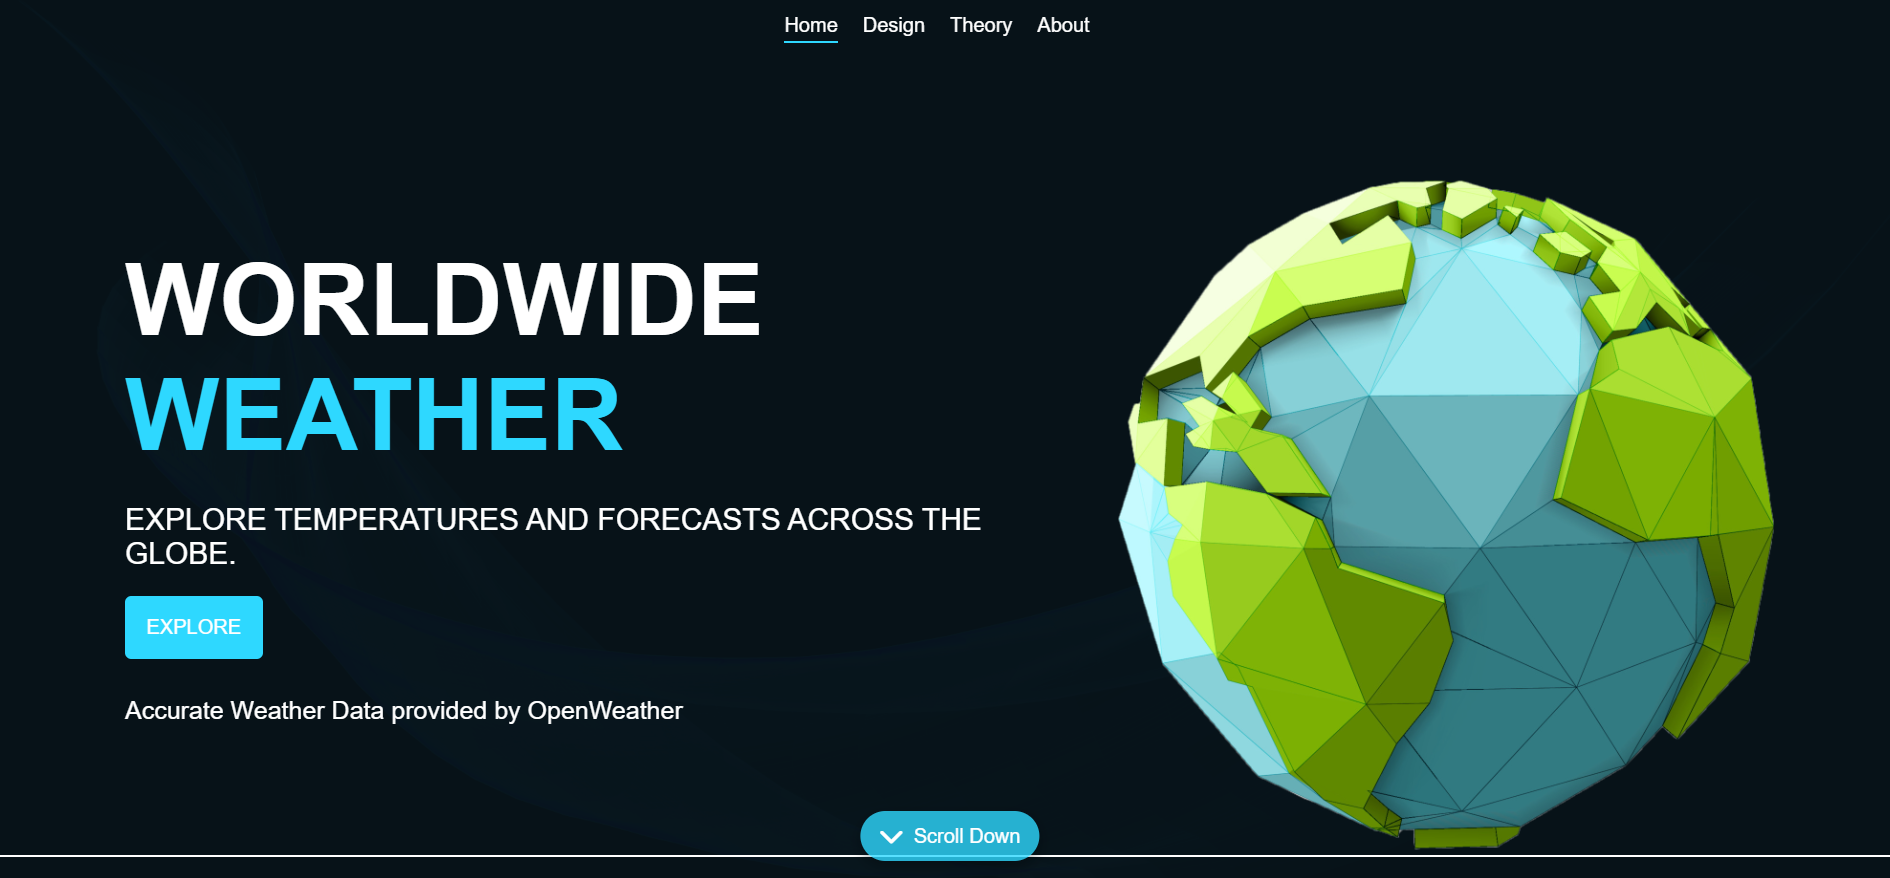 Home Design Theory About
WORLDWIDE
WEATHER
EXPLORE TEMPERATURES AND FORECASTS ACROSS THE
GLOBE.
EXPLORE
Accurate Weather Data provided by OpenWeather
Scroll Down